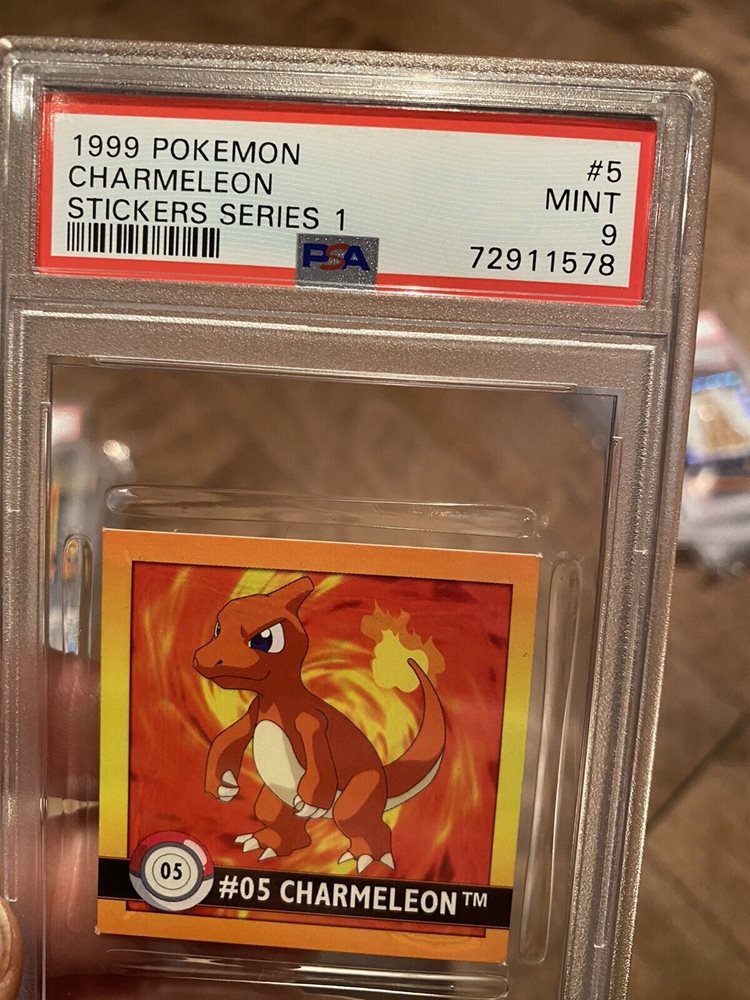 1999 POKEMON #5
CHARMELEON MINT
STICKERS SERIES 1 9
PSA 72911578
05
#05 CHARMELEON™